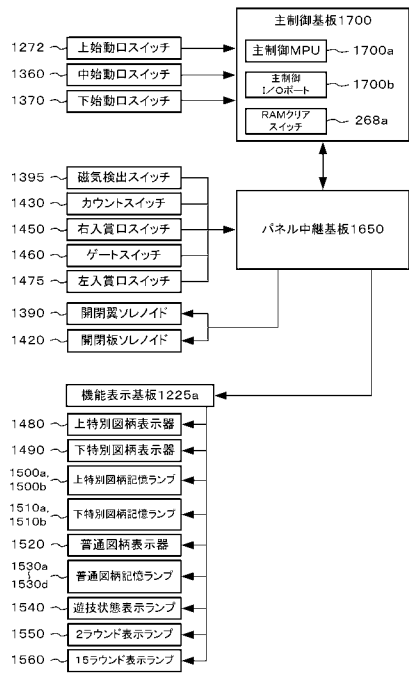 主制御基板1700
1272
上始動口スイッチ
主制御MPU
1700a
1360
中始動口スイッチ
主制御
I/Oポート
1700b
1370
下始動口スイッチ
RAMクリア
スイッチ
268a
1395
磁気検出スイッチ
1430
カウントスイッチ
1450
右入賞口スイッチ
パネル中継基板1650
1460
ゲートスイッチ
1475
左入賞口スイッチ
1390
開閉翼ソレノイド
1420
開閉板ソレノイド
機能表示基板1225a
1480
上特別図柄表示器
1490
下特別図柄表示器
1500a,
1500b
上特別図柄記憶ランプ
1510a,
1510b
下特別図柄記憶ランプ
1520
普通図柄表示器
1530a
~
1530d
普通図柄記憶ランプ
1540
遊技状態表示ランプ
1550
2ラウンド表示ランプ
1560
15ラウンド表示ランプ